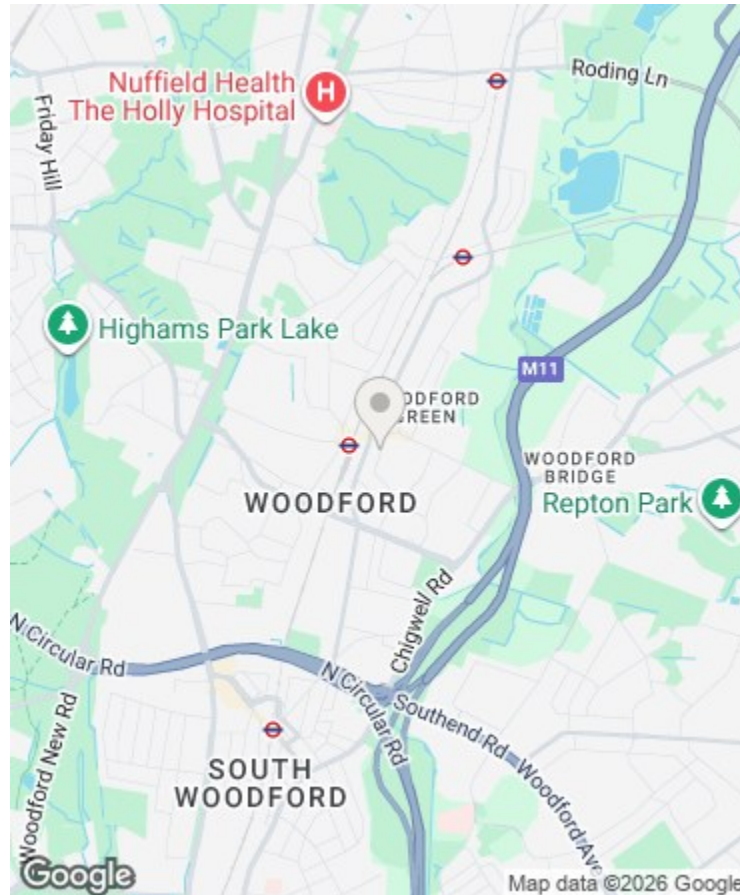 Nuffield Health
The Holly Hospital
H
Roding Ln
Friday Hill
Highams Park Lake
M11
ODFORD
REEN
WOODFORD
BRIDGE
WOODFORD
Repton Park
Chigwell Rd
N Circular Rd
N Circular Rd
Southend Rd
Woodford Ave
Woodford New Rd
SOUTH
WOODFORD
Google
Map data ©2026 Google